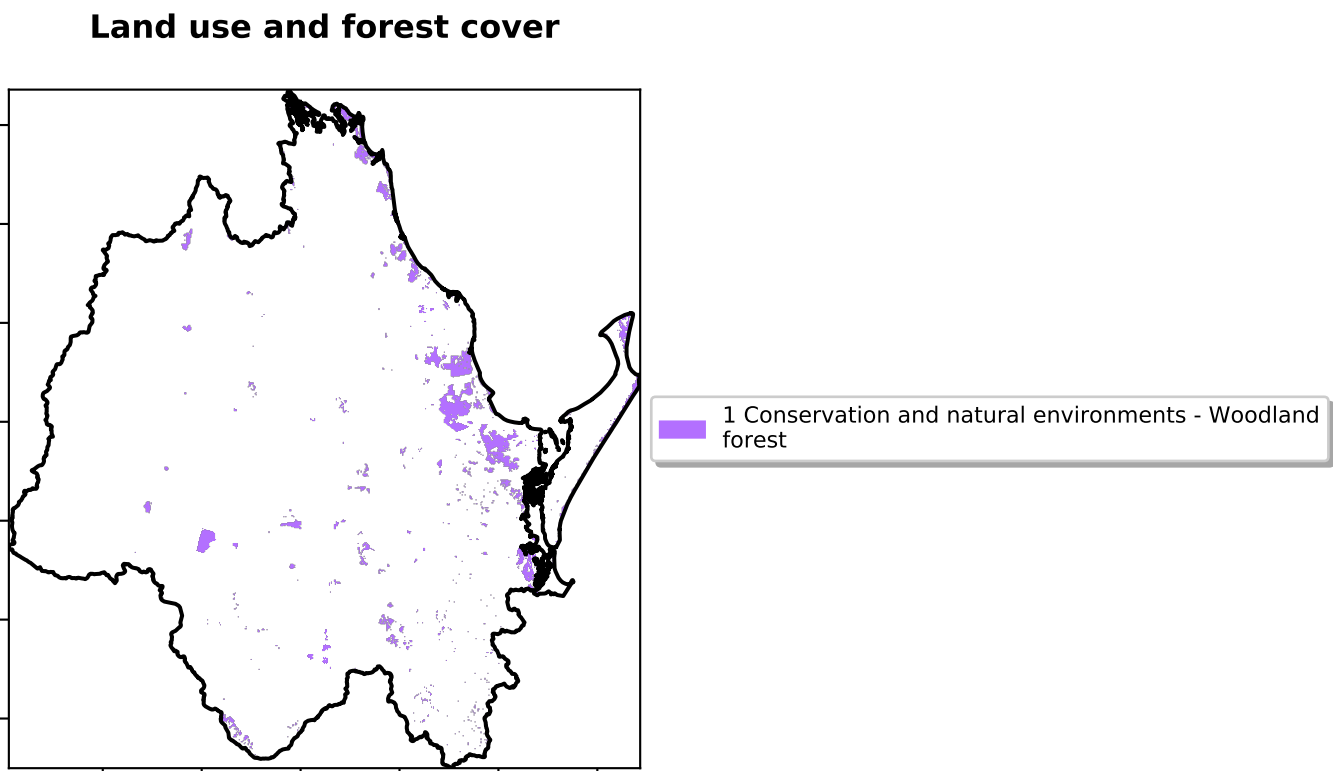 Land use and forest cover
1 Conservation and natural environments - Woodland
forest